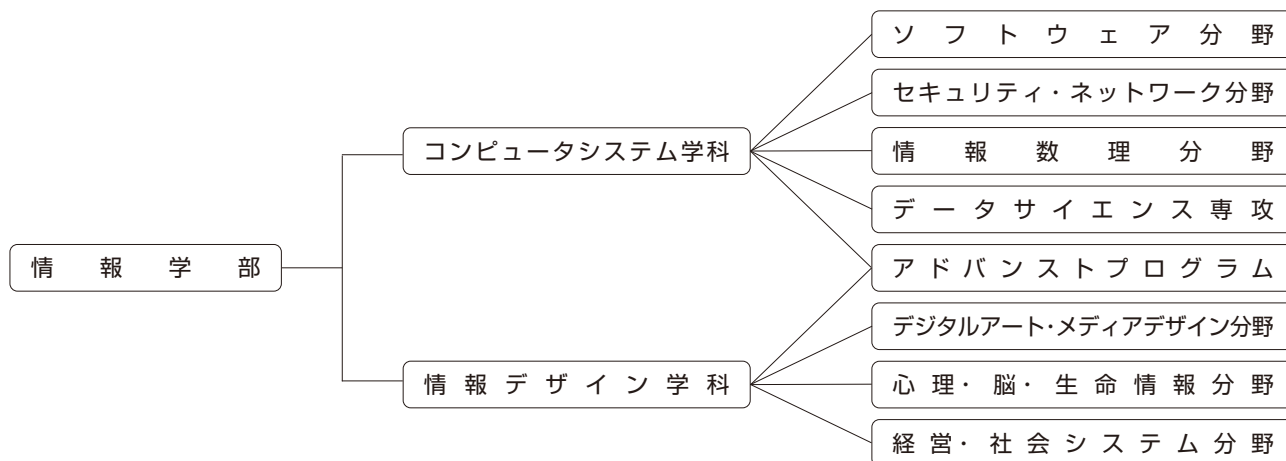 情報学部
コンピュータシステム学科
情報デザイン学科
ソフトウェア分野
セキュリティ・ネットワーク分野
情報数理分野
データサイエンス専攻
アドバンストプログラム
デジタルアート・メディアデザイン分野
心理・脳・生命情報分野
経営・社会システム分野